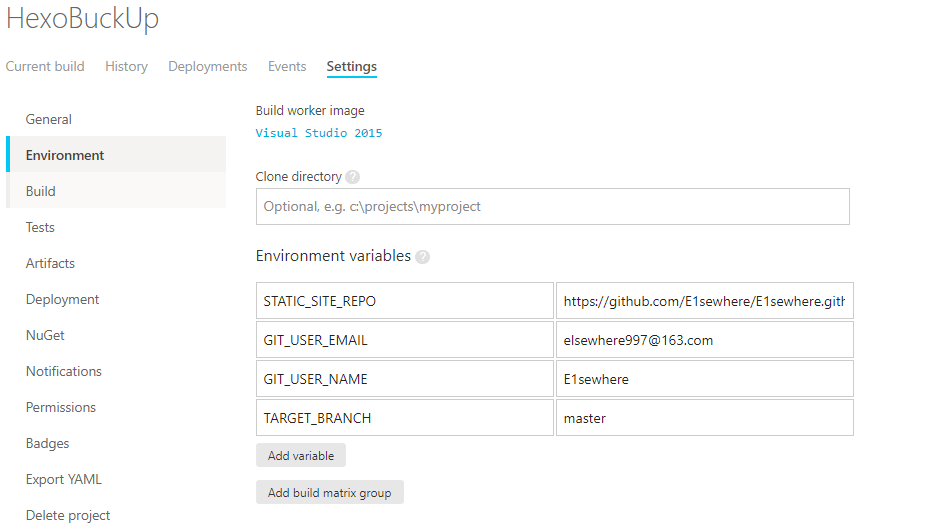 HexoBuckUp
Current build History Deployments Events Settings
General
Environment
Build
Tests
Artifacts
Deployment
NuGet
Notifications
Permissions
Badges
Export YAML
Delete project
Build worker image
Visual Studio 2015
Clone directory ?
Optional, e.g. c:\projects\myproject
Environment variables ?
STATIC_SITE_REPO https://github.com/E1sewhere/E1sewhere.gith
GIT_USER_EMAIL elsewhere997@163.com
GIT_USER_NAME E1sewhere
TARGET_BRANCH master
Add variable
Add build matrix group